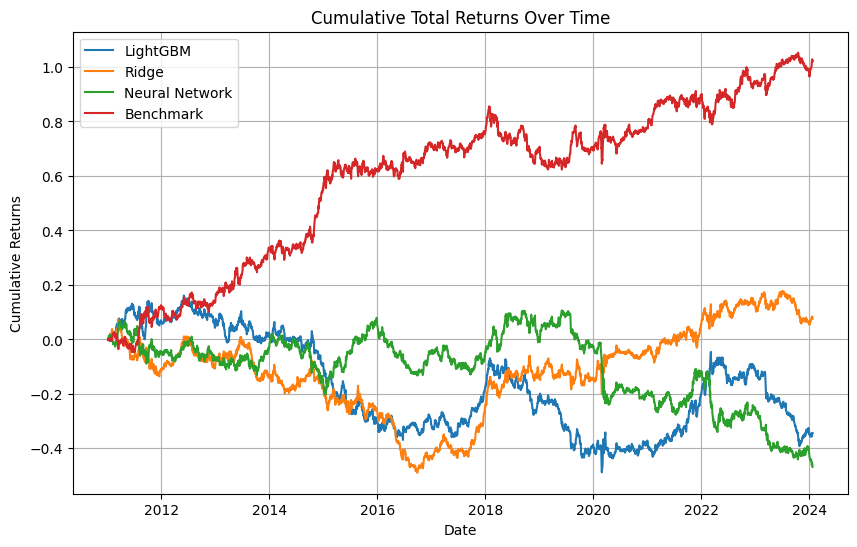 Cumulative Total Returns Over Time
LightGBM
Ridge
Neural Network
Benchmark
Cumulative Returns
1.0
0.8
0.6
0.4
0.2
0.0
−0.2
−0.4
2012 2014 2016 2018 2020 2022 2024
Date